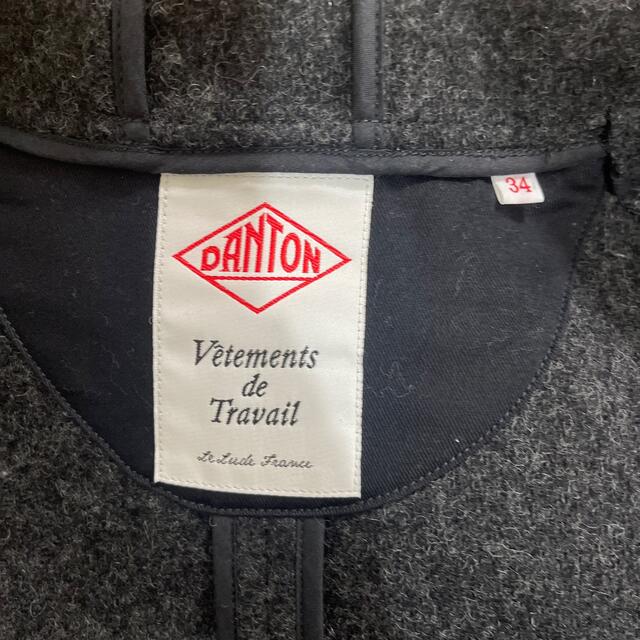 34
DANTON
Vêtements
de
Travail
Le Lude France